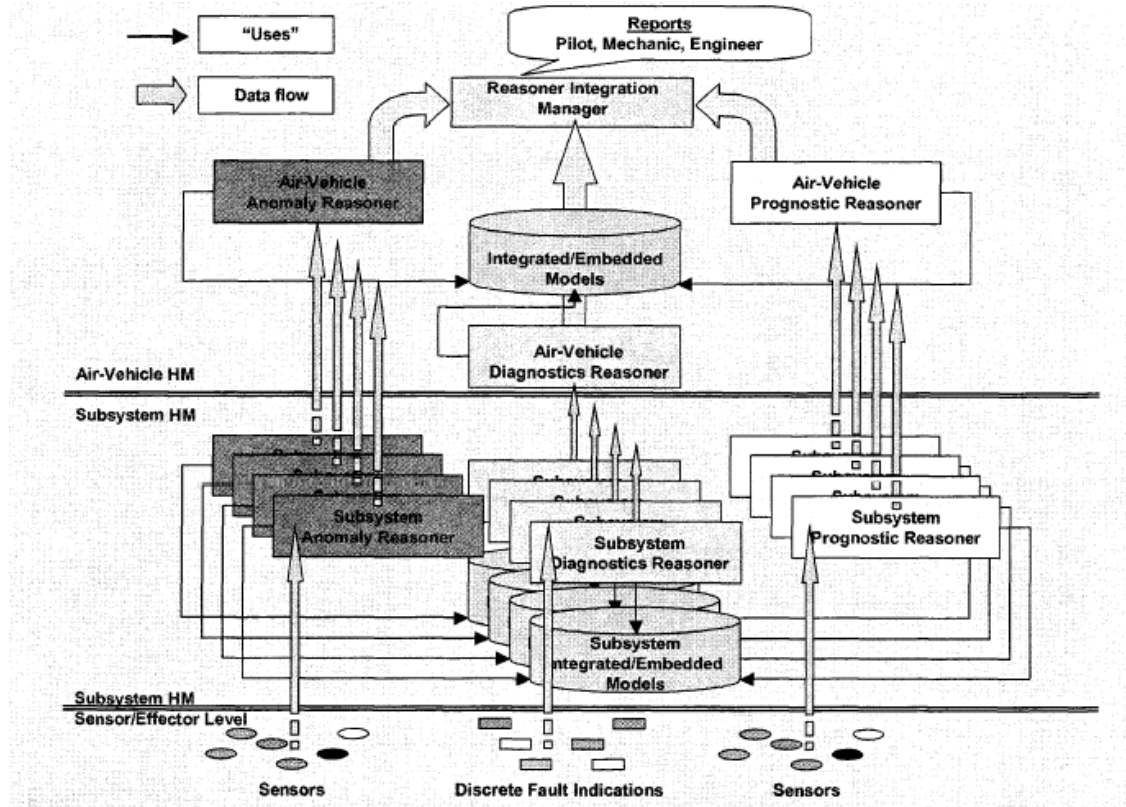 Reports
Pilot, Mechanic, Engineer
"Uses"
Data flow
Reasoner Integration
Manager
Air-Vehicle
Anomaly Reasoner
Air-Vehicle
Prognostic Reasoner
Integrated/Embedded
Models
Air-Vehicle
Diagnostics Reasoner
Air-Vehicle HM
Subsystem HM
Subsystem
Anomaly Reasoner
Subsystem
Diagnostics Reasoner
Subsystem
Prognostic Reasoner
Subsystem
Integrated/Embedded
Models
Subsystem HM
Sensor/Effector Level
Sensors
Discrete Fault Indications
Sensors